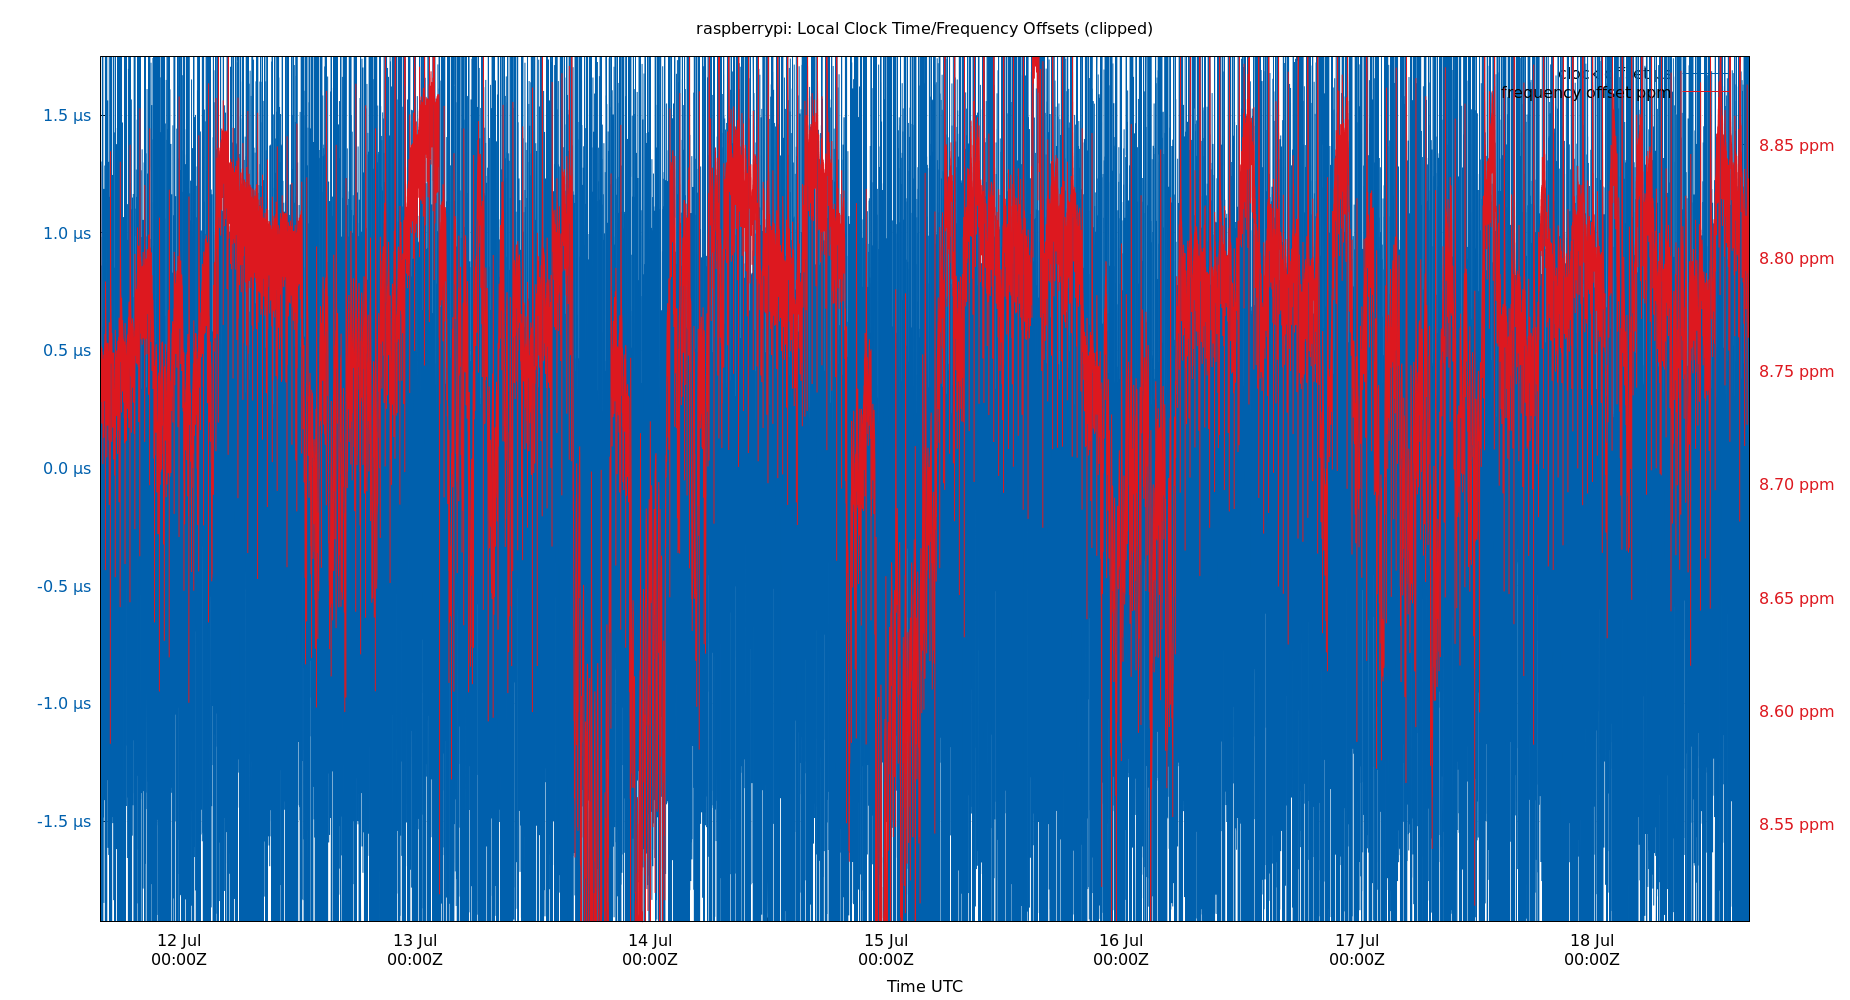 raspberrypi: Local Clock Time/Frequency Offsets (clipped)
clock offset µs
frequency offset ppm
1.5 µs
1.0 µs
0.5 µs
0.0 µs
-0.5 µs
-1.0 µs
-1.5 µs
8.85 ppm
8.80 ppm
8.75 ppm
8.70 ppm
8.65 ppm
8.60 ppm
8.55 ppm
12 Jul 13 Jul 14 Jul 15 Jul 16 Jul 17 Jul 18 Jul
00:00Z 00:00Z 00:00Z 00:00Z 00:00Z 00:00Z 00:00Z
Time UTC